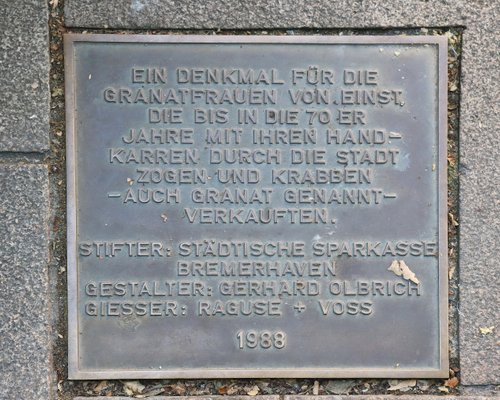 EIN DENKMAL FÜR DIE
GRANATFRAUEN VON EINST,
DIE BIS IN DIE 70 ER
JAHRE MIT IHREN HAND-
KARREN DURCH DIE STADT
ZOGEN UND KRABBEN
-AUCH GRANAT GENANNT-
VERKAUFTEN.
STIFTER: STÄDTISCHE SPARKASSE
BREMERHAVEN
GESTALTER: GERHARD OLBRICH
GIESSER: RAGUSE + VOSS
1988